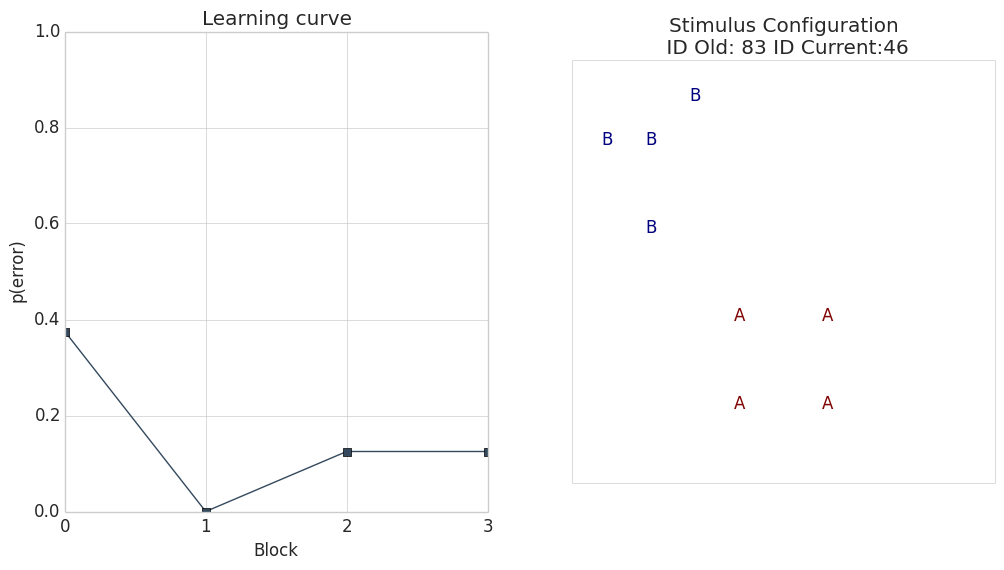 Learning curve
1.0
0.8
0.6
0.4
0.2
0.0
0 1 2 3
p(error)
Block
Stimulus Configuration
ID Old: 83 ID Current:46
B
B B
B
A A
A A